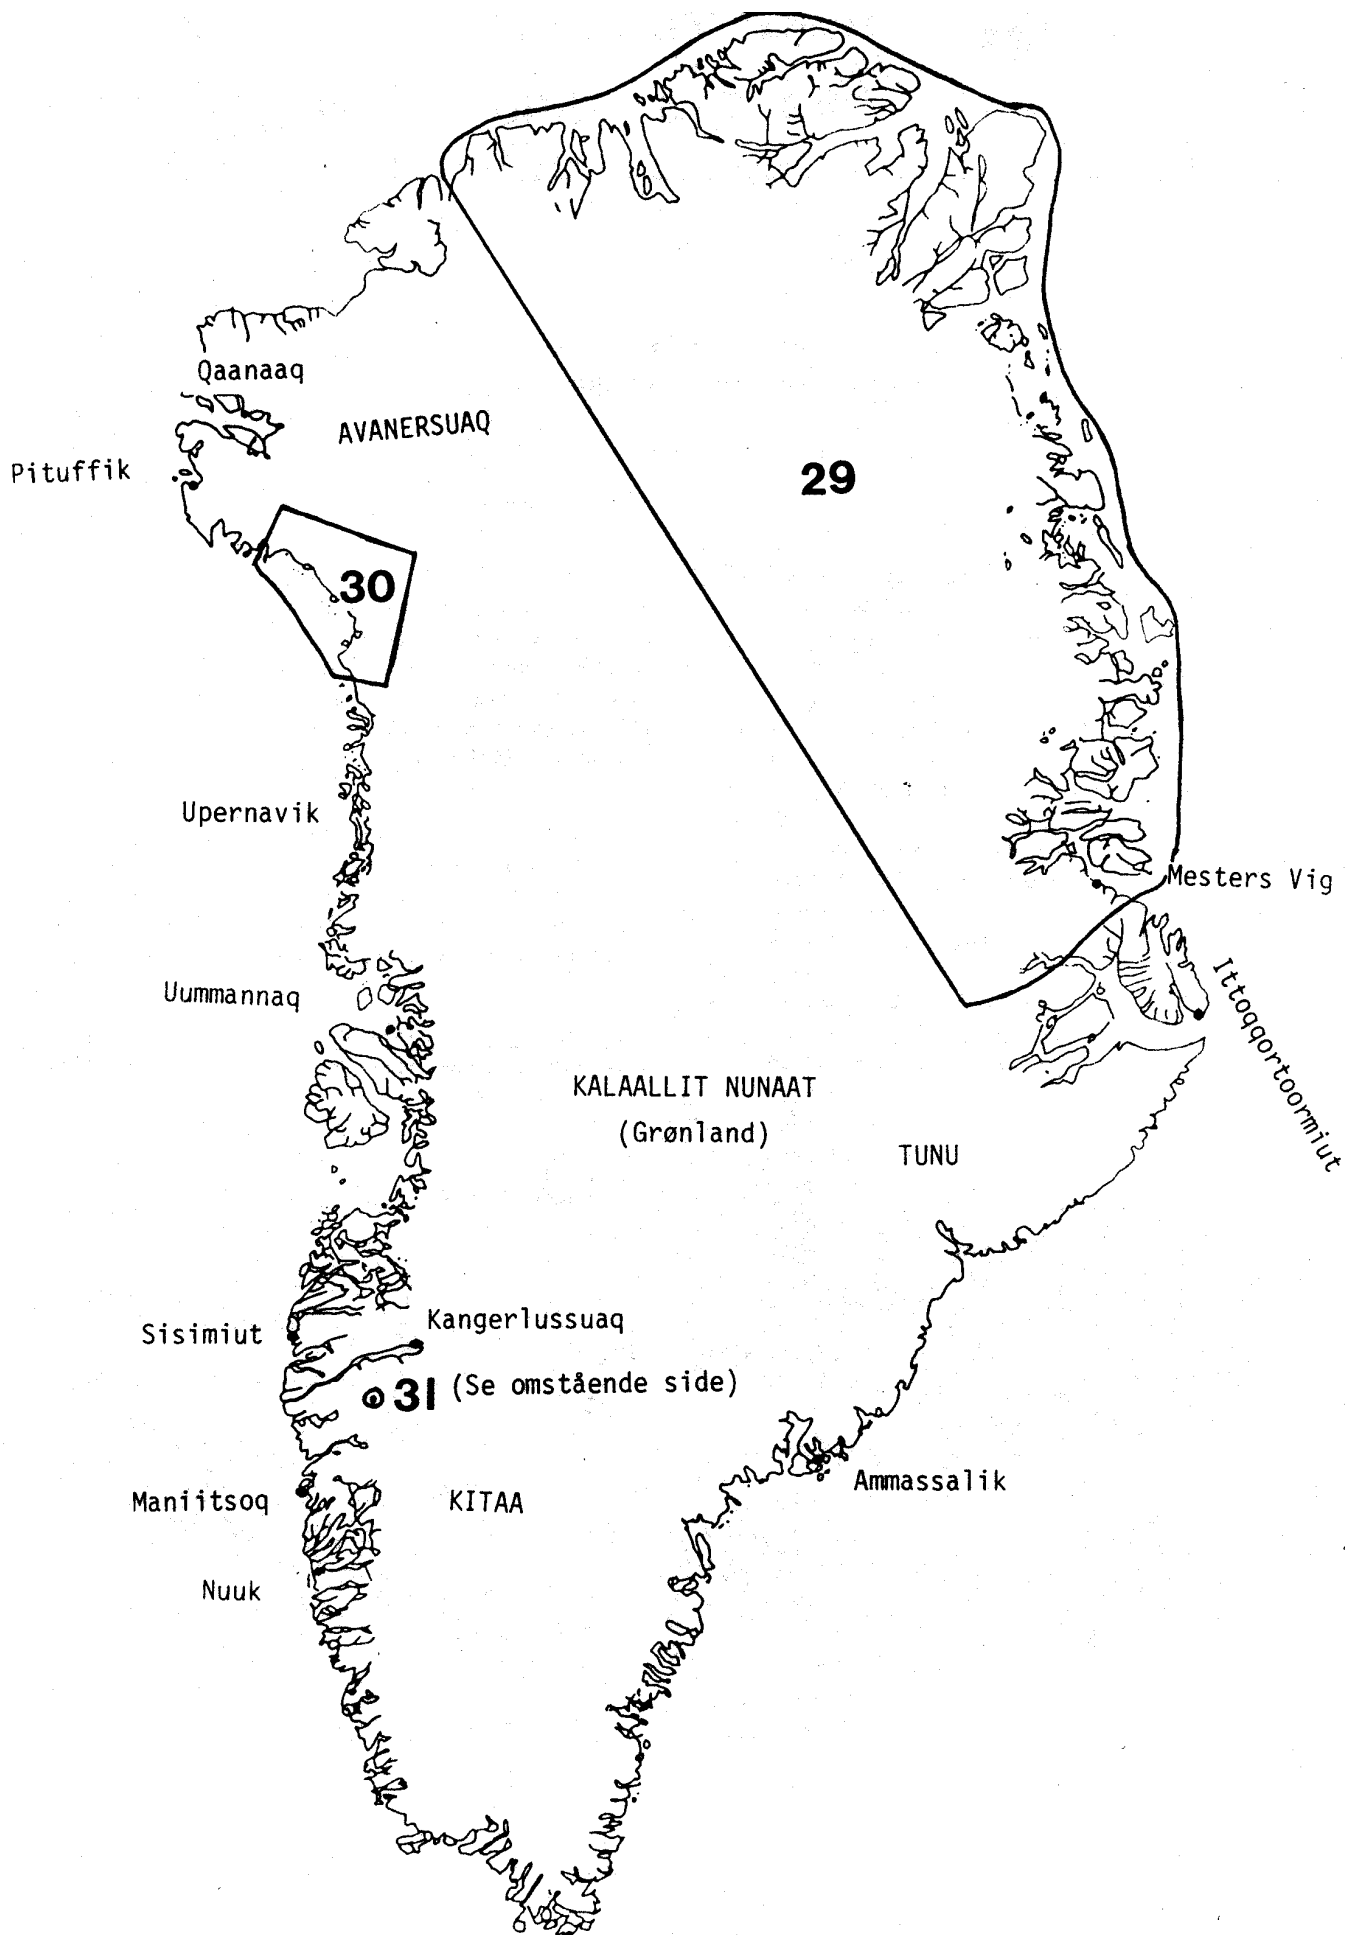 Qaanaaq
AVANERSUAQ
Pituffik
29
30
Upernavik
Mesters Vig
Uummannaq
Ittoqqortoormiut
KALAALLIT NUNAAT
(Grønland)
TUNU
Kangerlussuaq
Sisimiut
31 (Se omstående side)
Ammassalik
Maniitsoq
KITAA
Nuuk